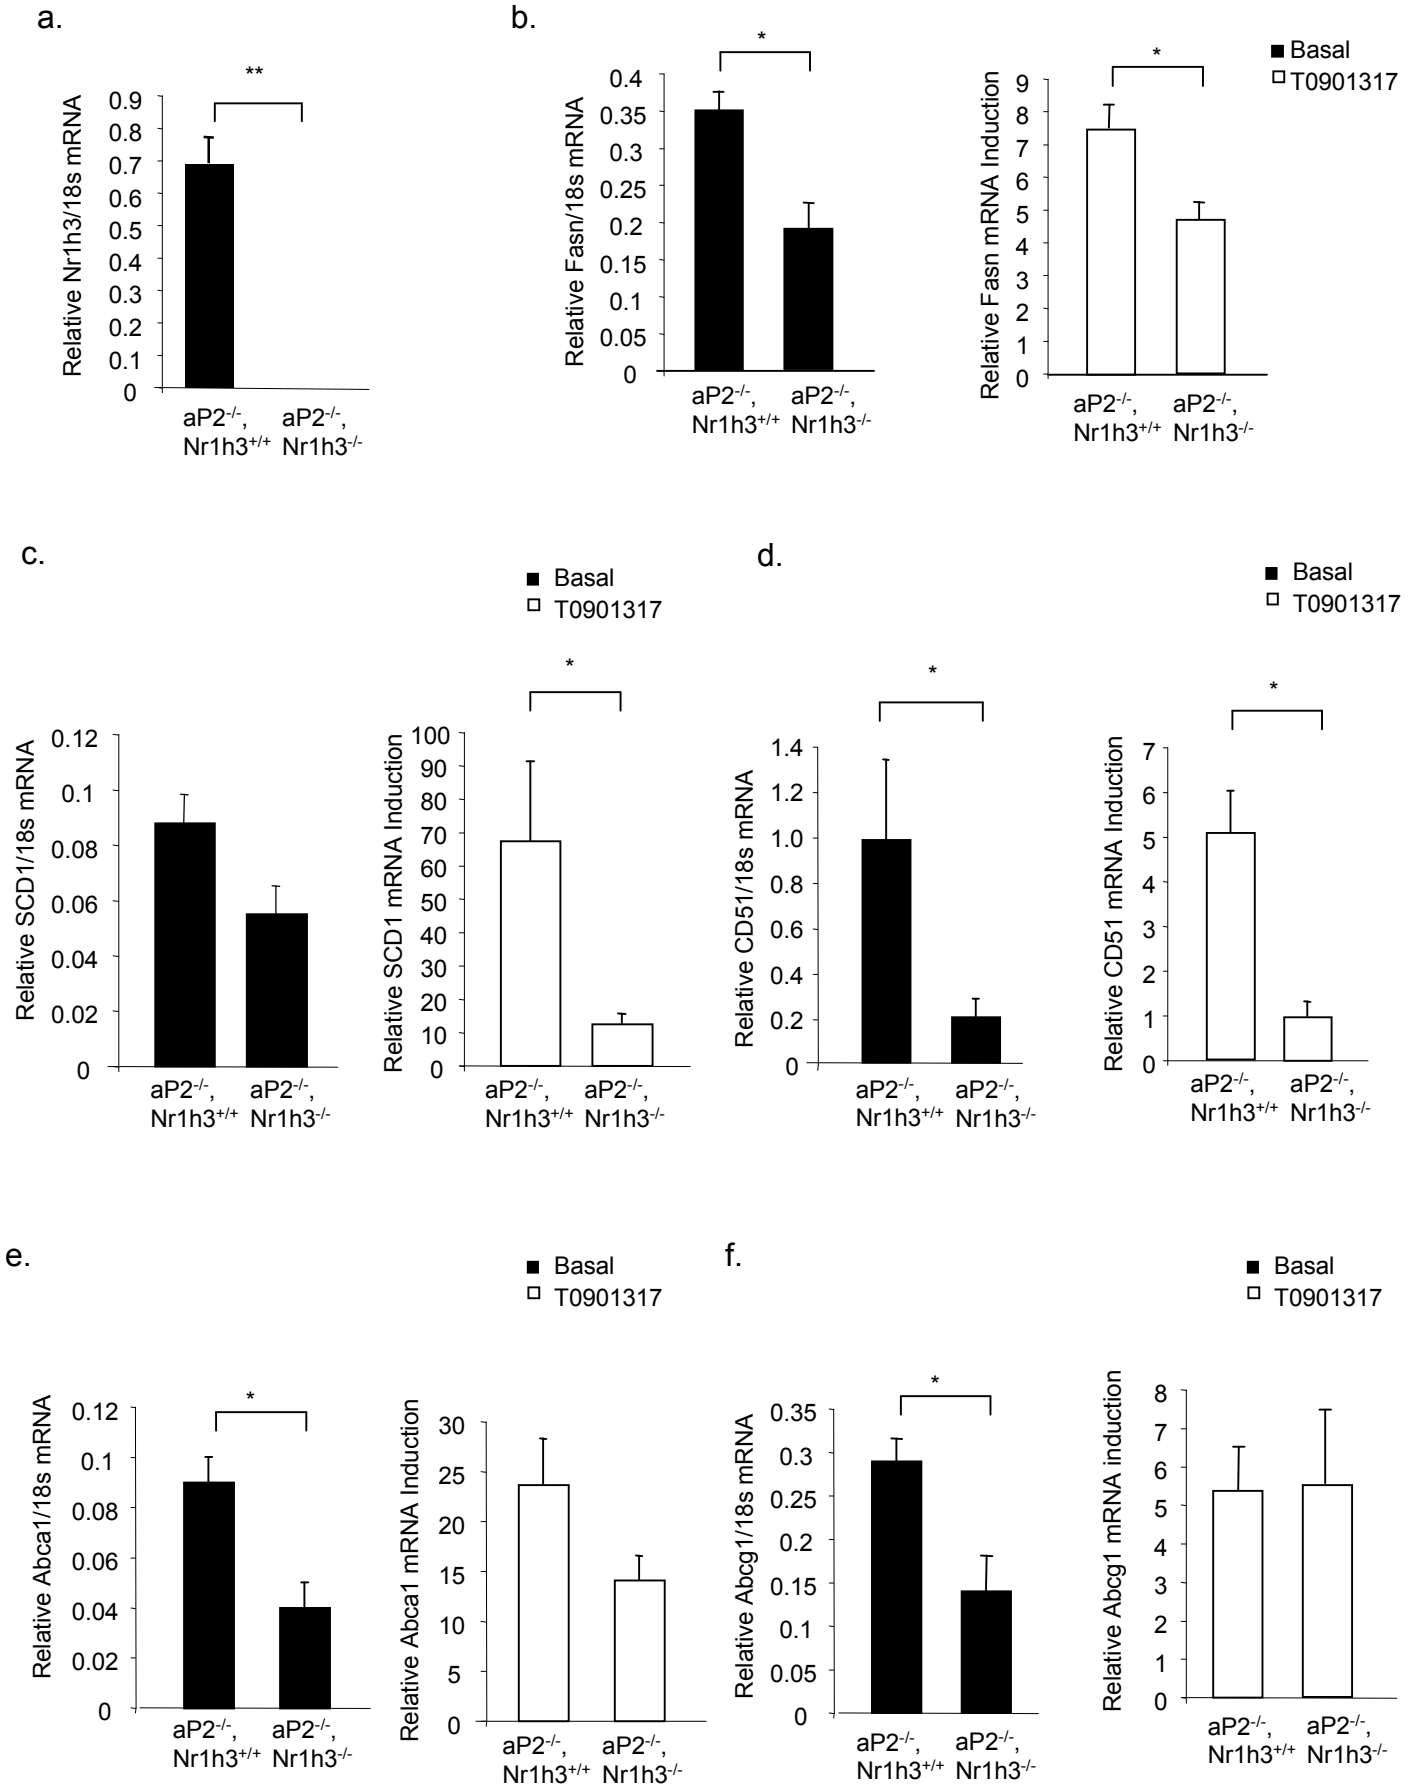 a.
**
Relative Nr1h3/18s mRNA
0.9
0.8
0.7
0.6
0.5
0.4
0.3
0.2
0.1
0
aP2-/-, aP2-/-,
Nr1h3+/+ Nr1h3-/-
b.
*
Relative Fasn/18s mRNA
0.4
0.35
0.3
0.25
0.2
0.15
0.1
0.05
0
aP2-/-, aP2-/-,
Nr1h3+/+ Nr1h3-/-
Basal
T0901317
*
Relative Fasn mRNA Induction
9
8
7
6
5
4
3
2
1
0
aP2-/-, aP2-/-,
Nr1h3+/+ Nr1h3-/-
c.
Basal
T0901317
Relative SCD1/18s mRNA
0.12
0.1
0.08
0.06
0.04
0.02
0
aP2-/-, aP2-/-,
Nr1h3+/+ Nr1h3-/-
*
Relative SCD1 mRNA Induction
100
90
80
70
60
50
40
30
20
10
0
aP2-/-, aP2-/-,
Nr1h3+/+ Nr1h3-/-
d.
Basal
T0901317
*
Relative CD51/18s mRNA
1.4
1.2
1.0
0.8
0.6
0.4
0.2
0
aP2-/-, aP2-/-,
Nr1h3+/+ Nr1h3-/-
*
Relative CD51 mRNA Induction
7
6
5
4
3
2
1
0
aP2-/-, aP2-/-,
Nr1h3+/+ Nr1h3-/-
e.
Basal
T0901317
*
Relative Abca1/18s mRNA
0.12
0.1
0.08
0.06
0.04
0.02
0
aP2-/-, aP2-/-,
Nr1h3+/+ Nr1h3-/-
Relative Abca1 mRNA Induction
30
25
20
15
10
5
0
aP2-/-, aP2-/-,
Nr1h3+/+ Nr1h3-/-
f.
Basal
T0901317
*
Relative Abcg1/18s mRNA
0.35
0.3
0.25
0.2
0.15
0.1
0.05
0
aP2-/-, aP2-/-,
Nr1h3+/+ Nr1h3-/-
Relative Abcg1 mRNA induction
8
7
6
5
4
3
2
1
0
aP2-/-, aP2-/-,
Nr1h3+/+ Nr1h3-/-